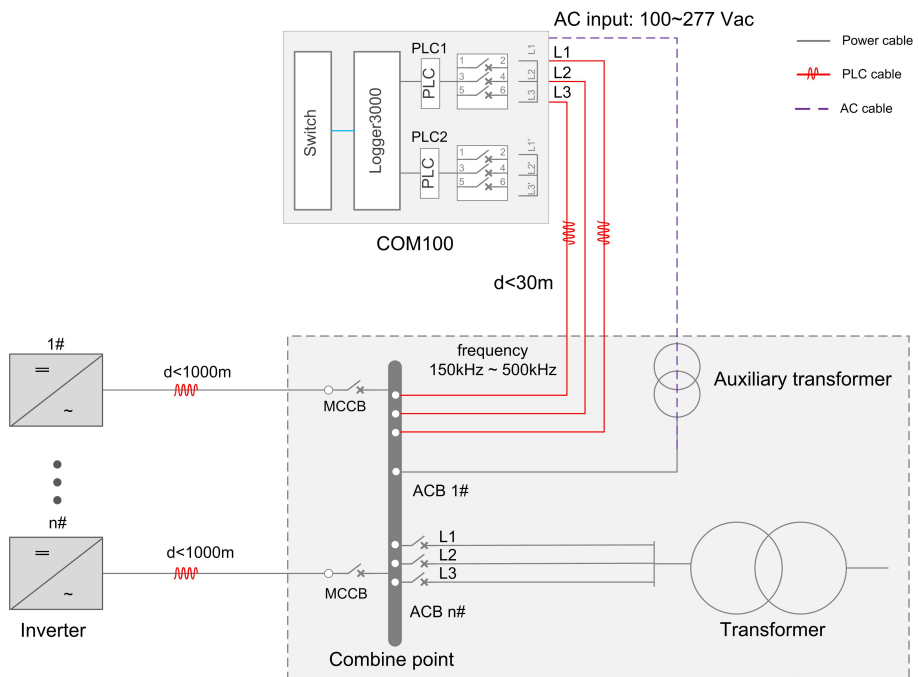 AC input: 100~277 Vac
Power cable
PLC cable
AC cable
Switch
Logger3000
PLC1
PLC
1 2
3 4
5 6
L1
L2
L3
L1
L2
L3
PLC2
PLC
1 2
3 4
5 6
L1'
L2'
L3'
COM100
d<30m
frequency
150kHz ~ 500kHz
Auxiliary transformer
1#
~
d<1000m
MCCB
ACB 1#
n#
~
d<1000m
MCCB
L1
L2
L3
ACB n#
Inverter
Combine point
Transformer